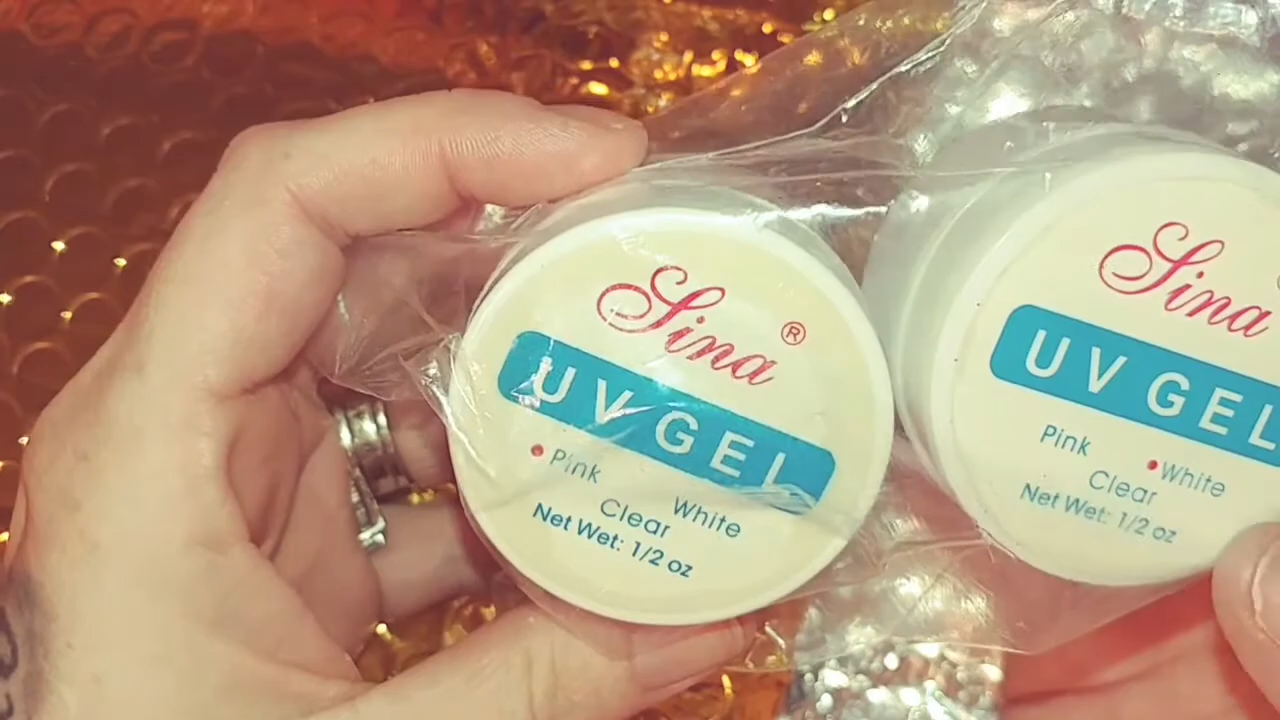 Sina®
UV GEL
Pink
White
Clear
Net Wet: 1/2 oz
Sina
UV GEL
Pink
White
Clear
Net Wet: 1/2 oz